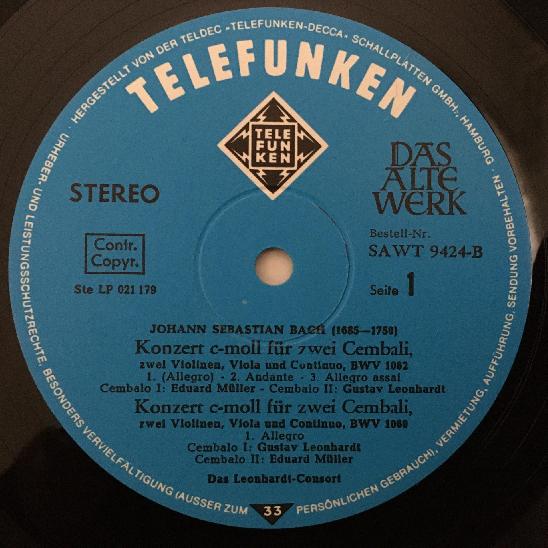 HERGESTELLT VON DER TELDEC »TELEFUNKEN-DECCA« SCHALLPLATTEN GMBH., HAMBURG · URHEBER- UND LEISTUNGSSCHUTZRECHTE, BESONDERS VERVIELFÄLTIGUNG (AUSSER ZUM PERSÖNLICHEN GEBRAUCH), VERMIETUNG, AUFFÜHRUNG, SENDUNG VORBEHALTEN.
TELEFUNKEN
TELE
FUN
KEN
DAS
ALTE
WERK
STEREO
Bestell-Nr.
SAWT 9424-B
Contr.
Copyr.
Ste LP 021 179
Seite 1
JOHANN SEBASTIAN BACH (1685-1750)
Konzert c-moll für zwei Cembali,
zwei Violinen, Viola und Continuo, BWV 1062
1. (Allegro) - 2. Andante - 3. Allegro assai
Cembalo I: Eduard Müller - Cembalo II: Gustav Leonhardt
Konzert c-moll für zwei Cembali,
zwei Violinen, Viola und Continuo, BWV 1060
1. Allegro
Cembalo I: Gustav Leonhardt
Cembalo II: Eduard Müller
Das Leonhardt-Consort
33